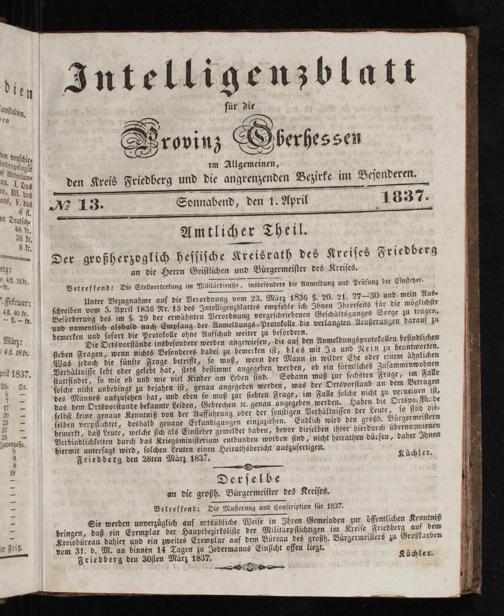 Intelligenzblatt
für die
Provinz Oberhessen
im Allgemeinen,
den Kreis Friedberg und die angrenzenden Bezirke im Besonderen.
№ 13. Sonnabend, den 1. April 1837.
Amtlicher Theil.
Der großherzoglich hessische Kreisrath des Kreises Friedberg
an die Herrn Geistlichen und Bürgermeister des Kreises.
Betreffend: Die Stellvertretung im Militärdienste, insbesondere die Anmeldung und Prüfung der Einsteher.
Unter Bezugnahme auf die Verordnung vom 23. März 1836 §. 20. 21. 27—30 und mein Aus-
schreiben vom 5. April 1836 Nr. 15 des Intelligenzblattes empfehle ich Ihnen Ihrerseits für die möglichste
Beförderung des im §. 29 der erwähnten Verordnung vorgeschriebenen Geschäftsganges Sorge zu tragen,
und namentlich alsbald nach Empfang der Anmeldungs-Protokolle die verlangten Aeußerungen darauf zu
bemerken und sofort die Protokolle ohne Aufschub weiter zu befördern.
Die Ortsvorstände insbesondere werden angewiesen, die auf den Anmeldungsprotokollen befindlichen
sieben Fragen, wenn nichts Besonderes dabei zu bemerken ist, blos mit Ja und Nein zu beantworten.
Was jedoch die fünfte Frage betrifft, so muß, wenn der Mann in wilder Ehe oder einem ähnlichen
Verhältnisse lebt oder gelebt hat, stets bestimmt angegeben werden, ob ein förmliches Zusammenwohnen
stattfindet, so wie ob und wie viel Kinder am Leben sind. Sodann muß zur sechsten Frage, im Falle
solche nicht unbedingt zu bejahen ist, genau angegeben werden, was der Ortsvorstand an dem Betragen
des Mannes auszusetzen hat, und eben so muß zur siebten Frage, im Falle solche nicht zu verneinen ist,
das dem Ortsvorstande bekannte Leiden, Gebrechen 2c. genau angegeben werden. Haben die Ortsvorstände
selbst keine genaue Kenntniß von der Aufführung oder der sonstigen Verhältnissen der Leute, so sind die-
selben verpflichtet, deshalb genaue Erkundigungen einzuziehen. Endlich wird den großh. Bürgermeistern
bemerkt, daß Leute, welche sich als Einsteher gemeldet haben, bevor dieselben ihrer hierdurch übernommenen
Verbindlichkeiten durch das Kriegsministerium entbunden worden sind, nicht heirathen dürfen, daher Ihnen
hiermit untersagt wird, solchen Leuten einen Heirathsbericht auszufertigen.
Friedberg den 28ten März 1837. Küchler.
Derselbe
an die großh. Bürgermeister des Kreises.
Betreffend: Die Musterung und Conscription für 1837.
Sie werden unverzüglich auf ortsübliche Weise in Ihren Gemeinden zur öffentlichen Kenntniß
bringen, daß ein Exemplar der Hauptbezirksliste der Militärpflichtigen im Kreise Friedberg auf dem
Kreisbüreau dahier und ein zweites Exemplar auf dem Büreau des großh. Bürgermeisters zu Großkarben
vom 31. d. M. an binnen 14 Tagen zu Jedermanns Einsicht offen liegt.
Friedberg den 30sten März 1837. Küchler.